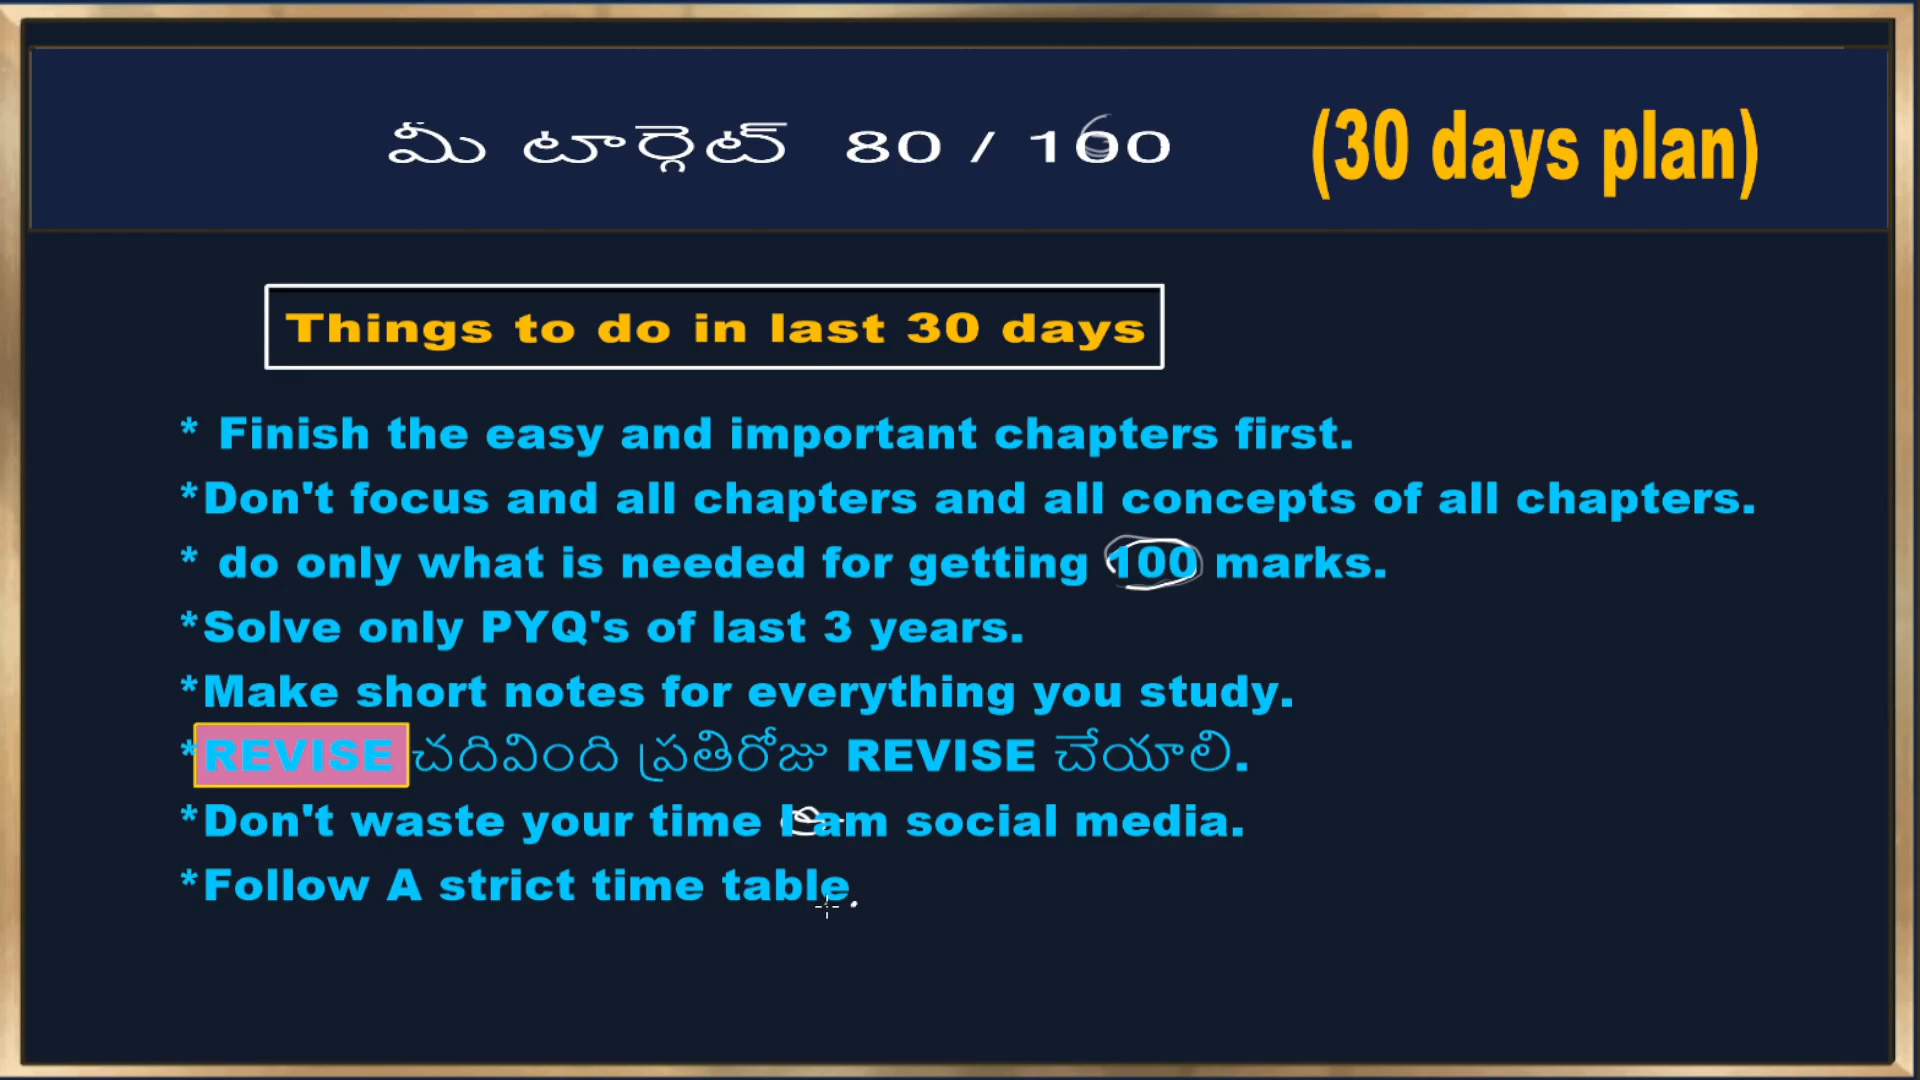 మీ టార్గెట్ 80 / 100 (30 days plan)
Things to do in last 30 days
* Finish the easy and important chapters first.
*Don't focus and all chapters and all concepts of all chapters.
* do only what is needed for getting 100 marks.
*Solve only PYQ's of last 3 years.
*Make short notes for everything you study.
*REVISE చదివింది ప్రతిరోజు REVISE చేయాలి.
*Don't waste your time I am social media.
*Follow A strict time table.